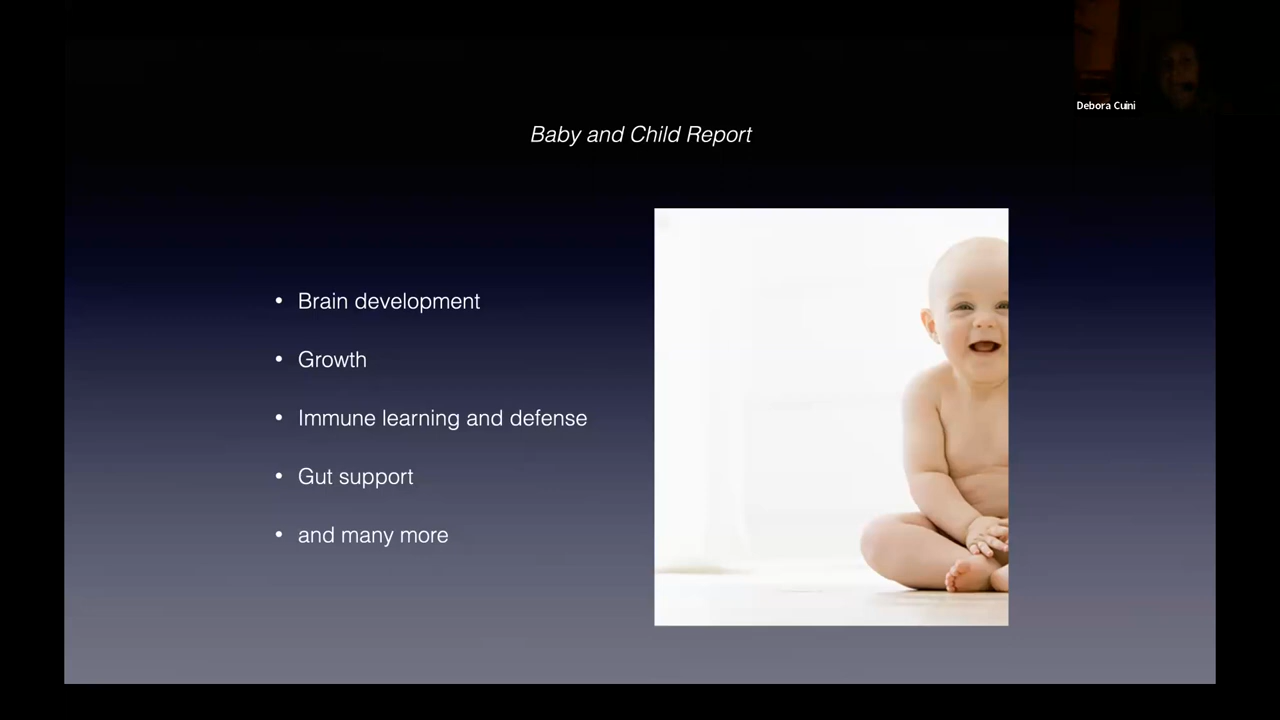 Debora Cuini
Baby and Child Report
• Brain development
• Growth
• Immune learning and defense
• Gut support
• and many more